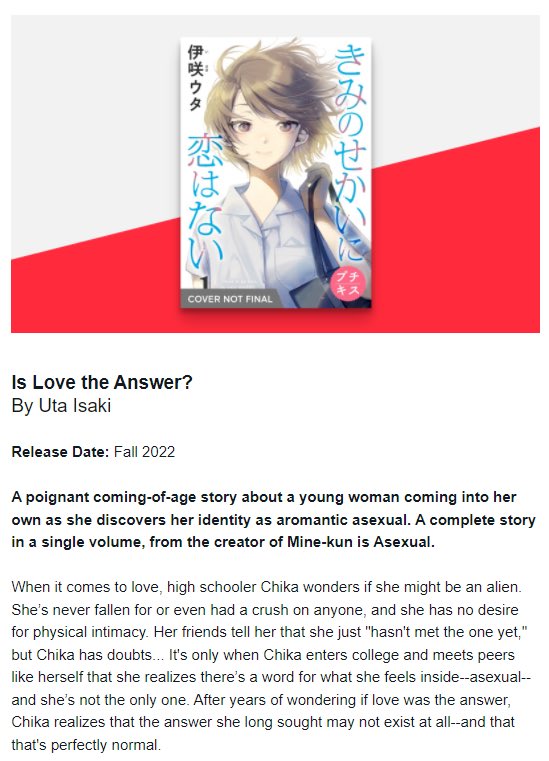 きみのせかいに
恋はない
伊咲ウタ
プチ
キス
COVER NOT FINAL
Is Love the Answer?
By Uta Isaki
Release Date: Fall 2022
A poignant coming-of-age story about a young woman coming into her
own as she discovers her identity as aromantic asexual. A complete story
in a single volume, from the creator of Mine-kun is Asexual.
When it comes to love, high schooler Chika wonders if she might be an alien.
She's never fallen for or even had a crush on anyone, and she has no desire
for physical intimacy. Her friends tell her that she just "hasn't met the one yet,"
but Chika has doubts... It's only when Chika enters college and meets peers
like herself that she realizes there's a word for what she feels inside--asexual--
and she's not the only one. After years of wondering if love was the answer,
Chika realizes that the answer she long sought may not exist at all--and that
that's perfectly normal.